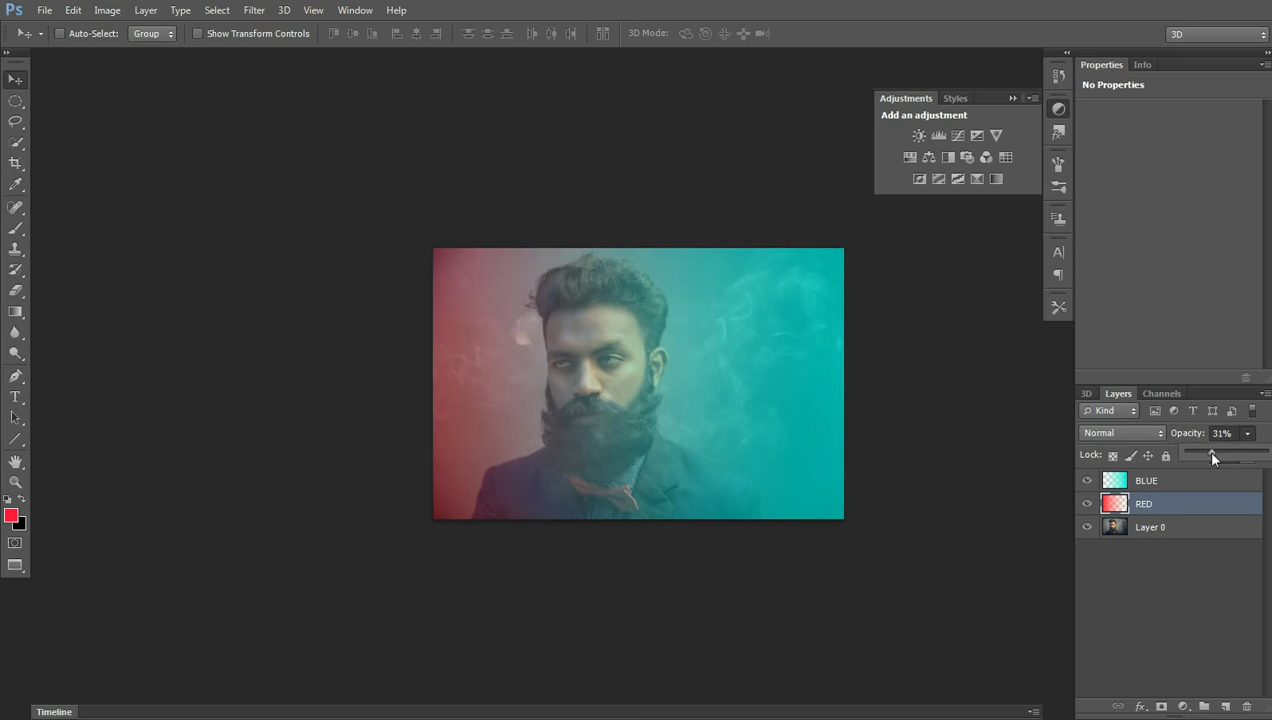 Ps File Edit Image Layer Type Select Filter 3D View Window Help
Auto-Select: Group Show Transform Controls 3D Mode: 3D
Properties Info
No Properties
Adjustments Styles
Add an adjustment
3D Layers Channels
Kind T
Normal Opacity: 31%
Lock:
BLUE
RED
Layer 0
Timeline